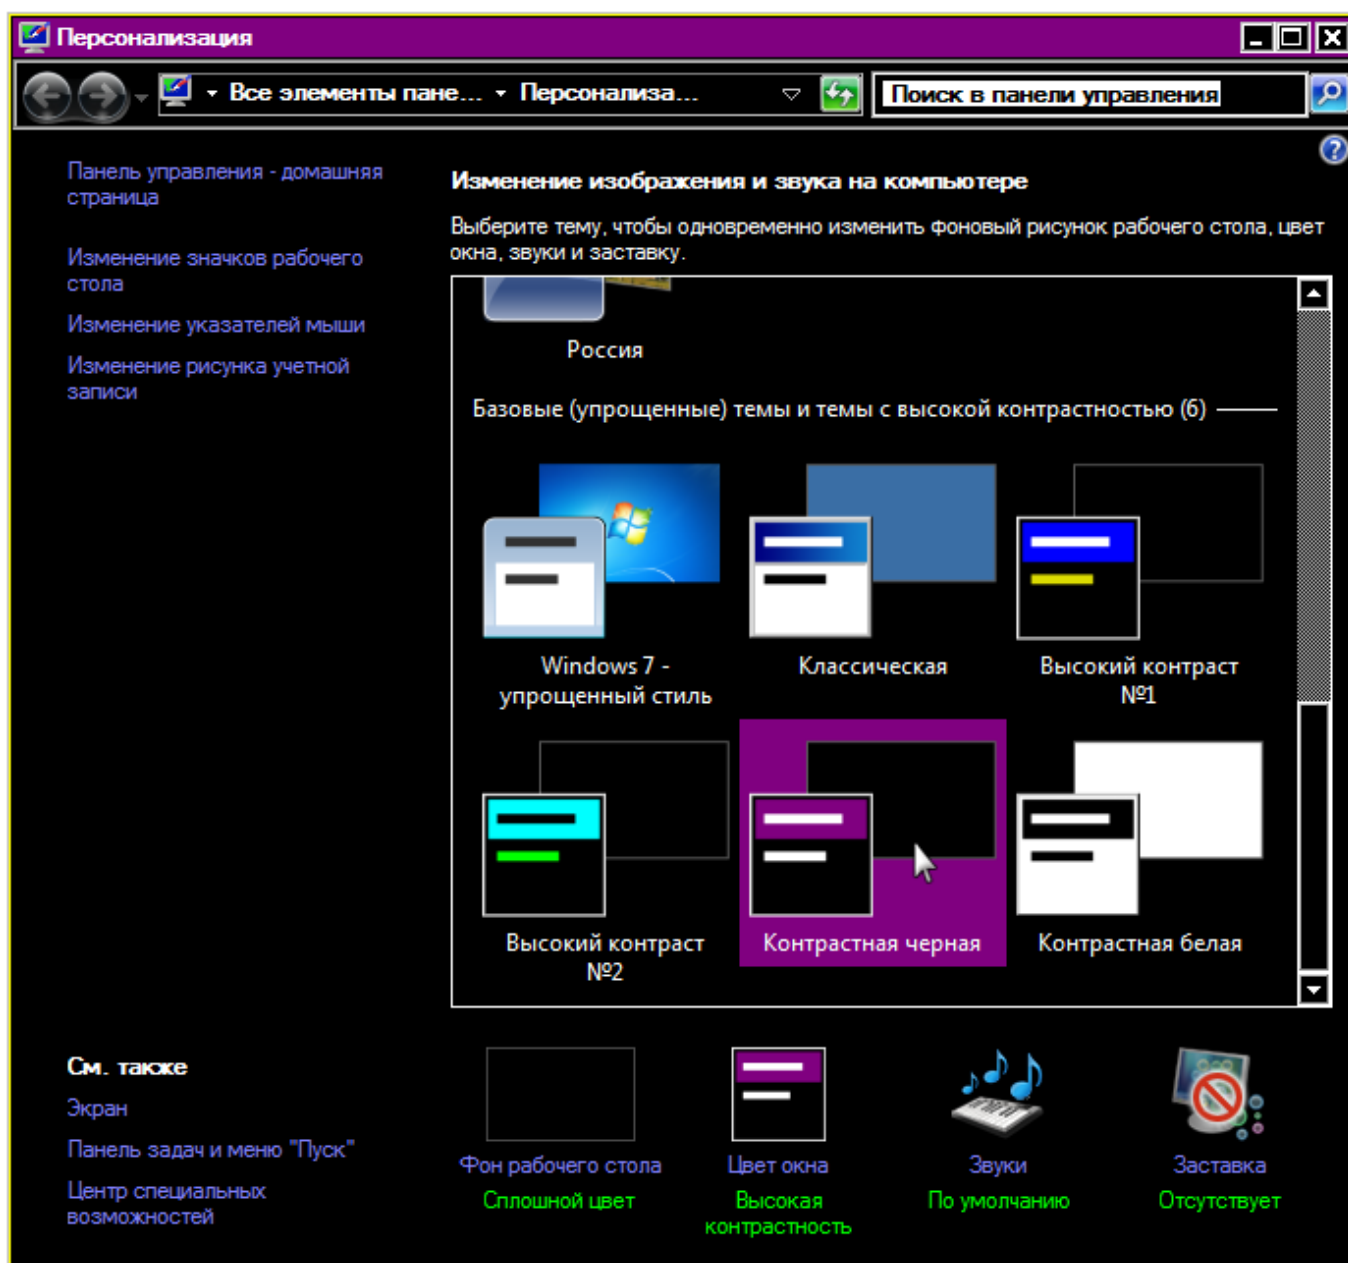 Персонализация
Все элементы пане... Персонализа...
Поиск в панели управления
Панель управления - домашняя
страница
Изменение значков рабочего
стола
Изменение указателей мыши
Изменение рисунка учетной
записи
Изменение изображения и звука на компьютере
Выберите тему, чтобы одновременно изменить фоновый рисунок рабочего стола, цвет
окна, звуки и заставку.
Россия
Базовые (упрощенные) темы и темы с высокой контрастностью (6)
Windows 7 -
упрощенный стиль
Классическая
Высокий контраст
№1
Высокий контраст
№2
Контрастная черная
Контрастная белая
См. также
Экран
Панель задач и меню "Пуск"
Центр специальных
возможностей
Фон рабочего стола
Сплошной цвет
Цвет окна
Высокая
контрастность
Звуки
По умолчанию
Заставка
Отсутствует